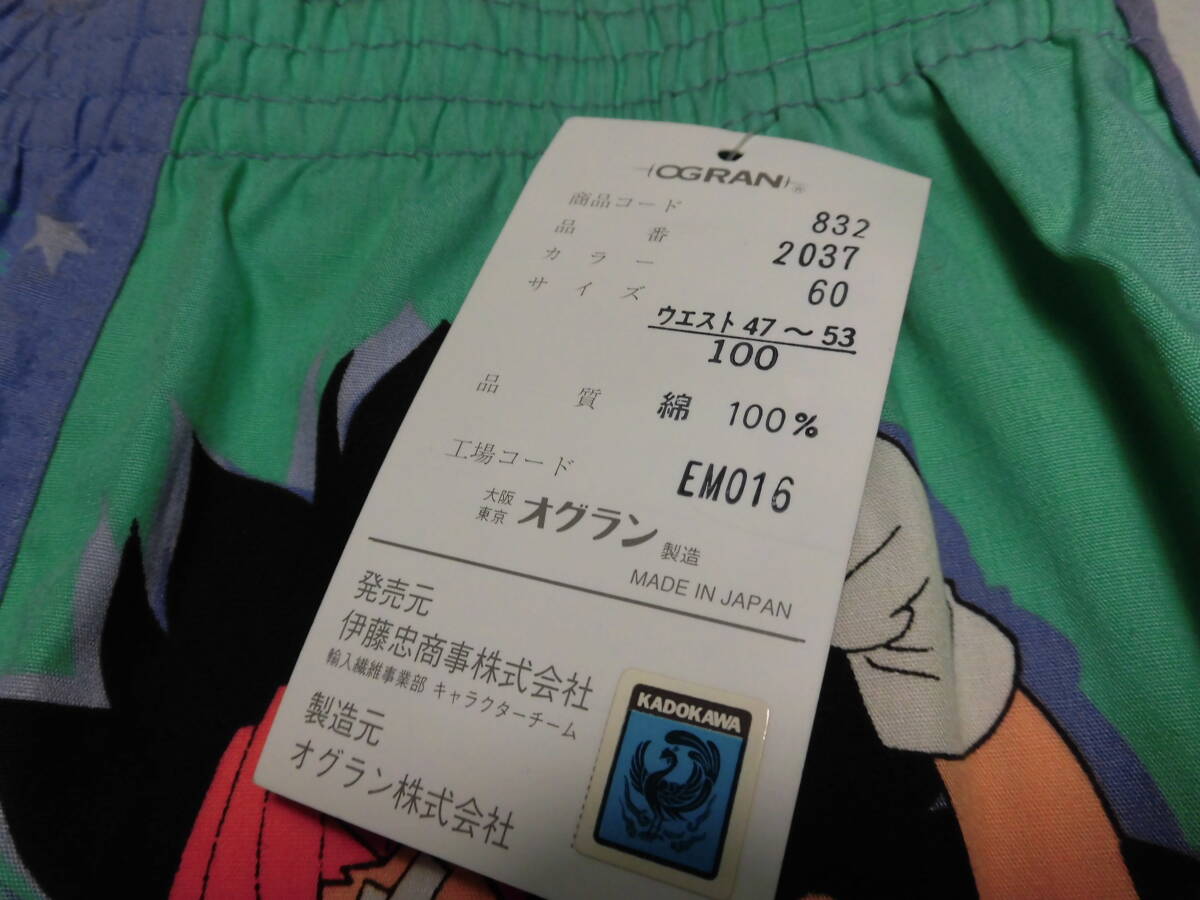 OGRAN®
商品コード 832
品番 2037
カラー 60
サイズ ウエスト47～53
100
品質 綿 100%
工場コード EM016
大阪
東京 オグラン 製造
MADE IN JAPAN
発売元
伊藤忠商事株式会社
輸入繊維事業部 キャラクターチーム
製造元
オグラン株式会社
KADOKAWA